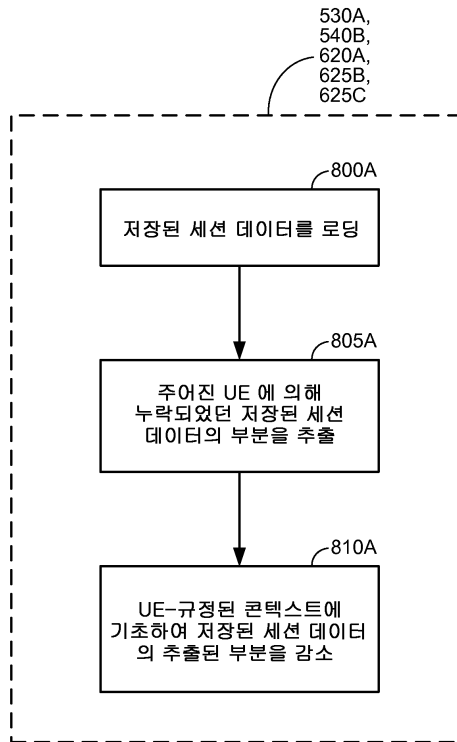 530A,
540B,
620A,
625B,
625C
800A
저장된 세션 데이터를 로딩
805A
주어진 UE 에 의해
누락되었던 저장된 세션
데이터의 부분을 추출
810A
UE-규정된 콘텍스트에
기초하여 저장된 세션 데이터
의 추출된 부분을 감소